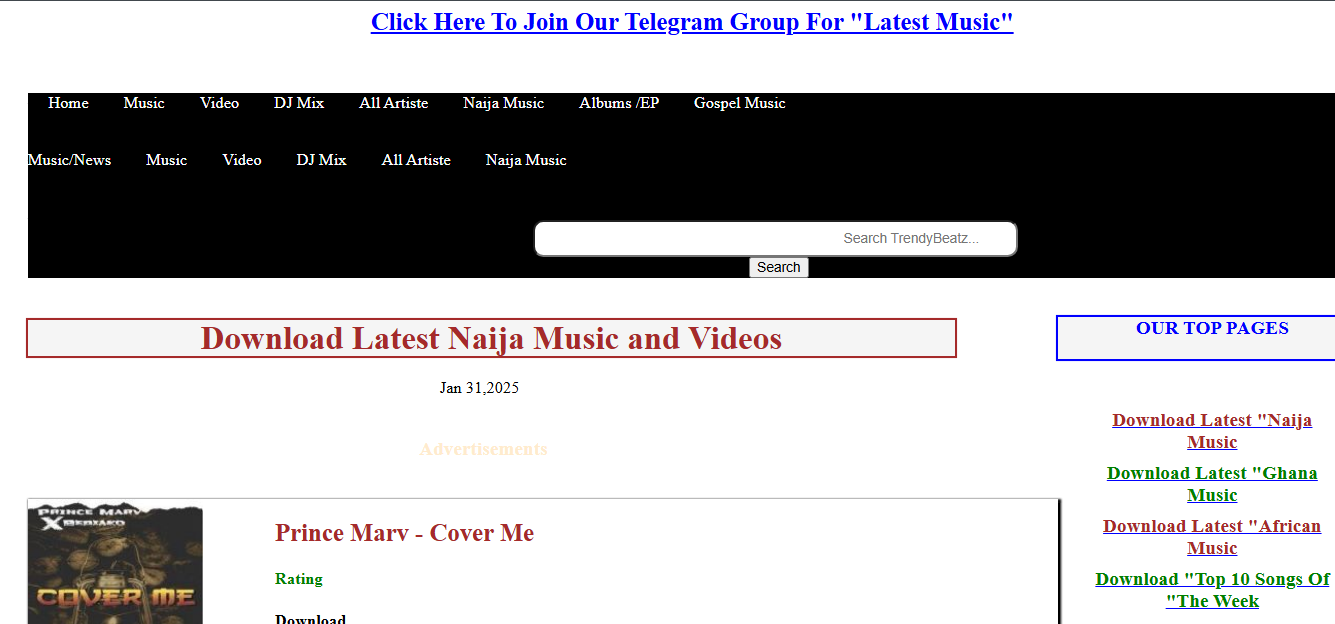 Click Here To Join Our Telegram Group For "Latest Music"
Home Music Video DJ Mix All Artiste Naija Music Albums /EP Gospel Music
Music/News Music Video DJ Mix All Artiste Naija Music
Search TrendyBeatz...
Search
Download Latest Naija Music and Videos
Jan 31,2025
Advertisements
PRINCE MARV
X
COVER ME
Prince Marv - Cover Me
Rating
Download
OUR TOP PAGES
Download Latest "Naija
Music
Download Latest "Ghana
Music
Download Latest "African
Music
Download "Top 10 Songs Of
"The Week